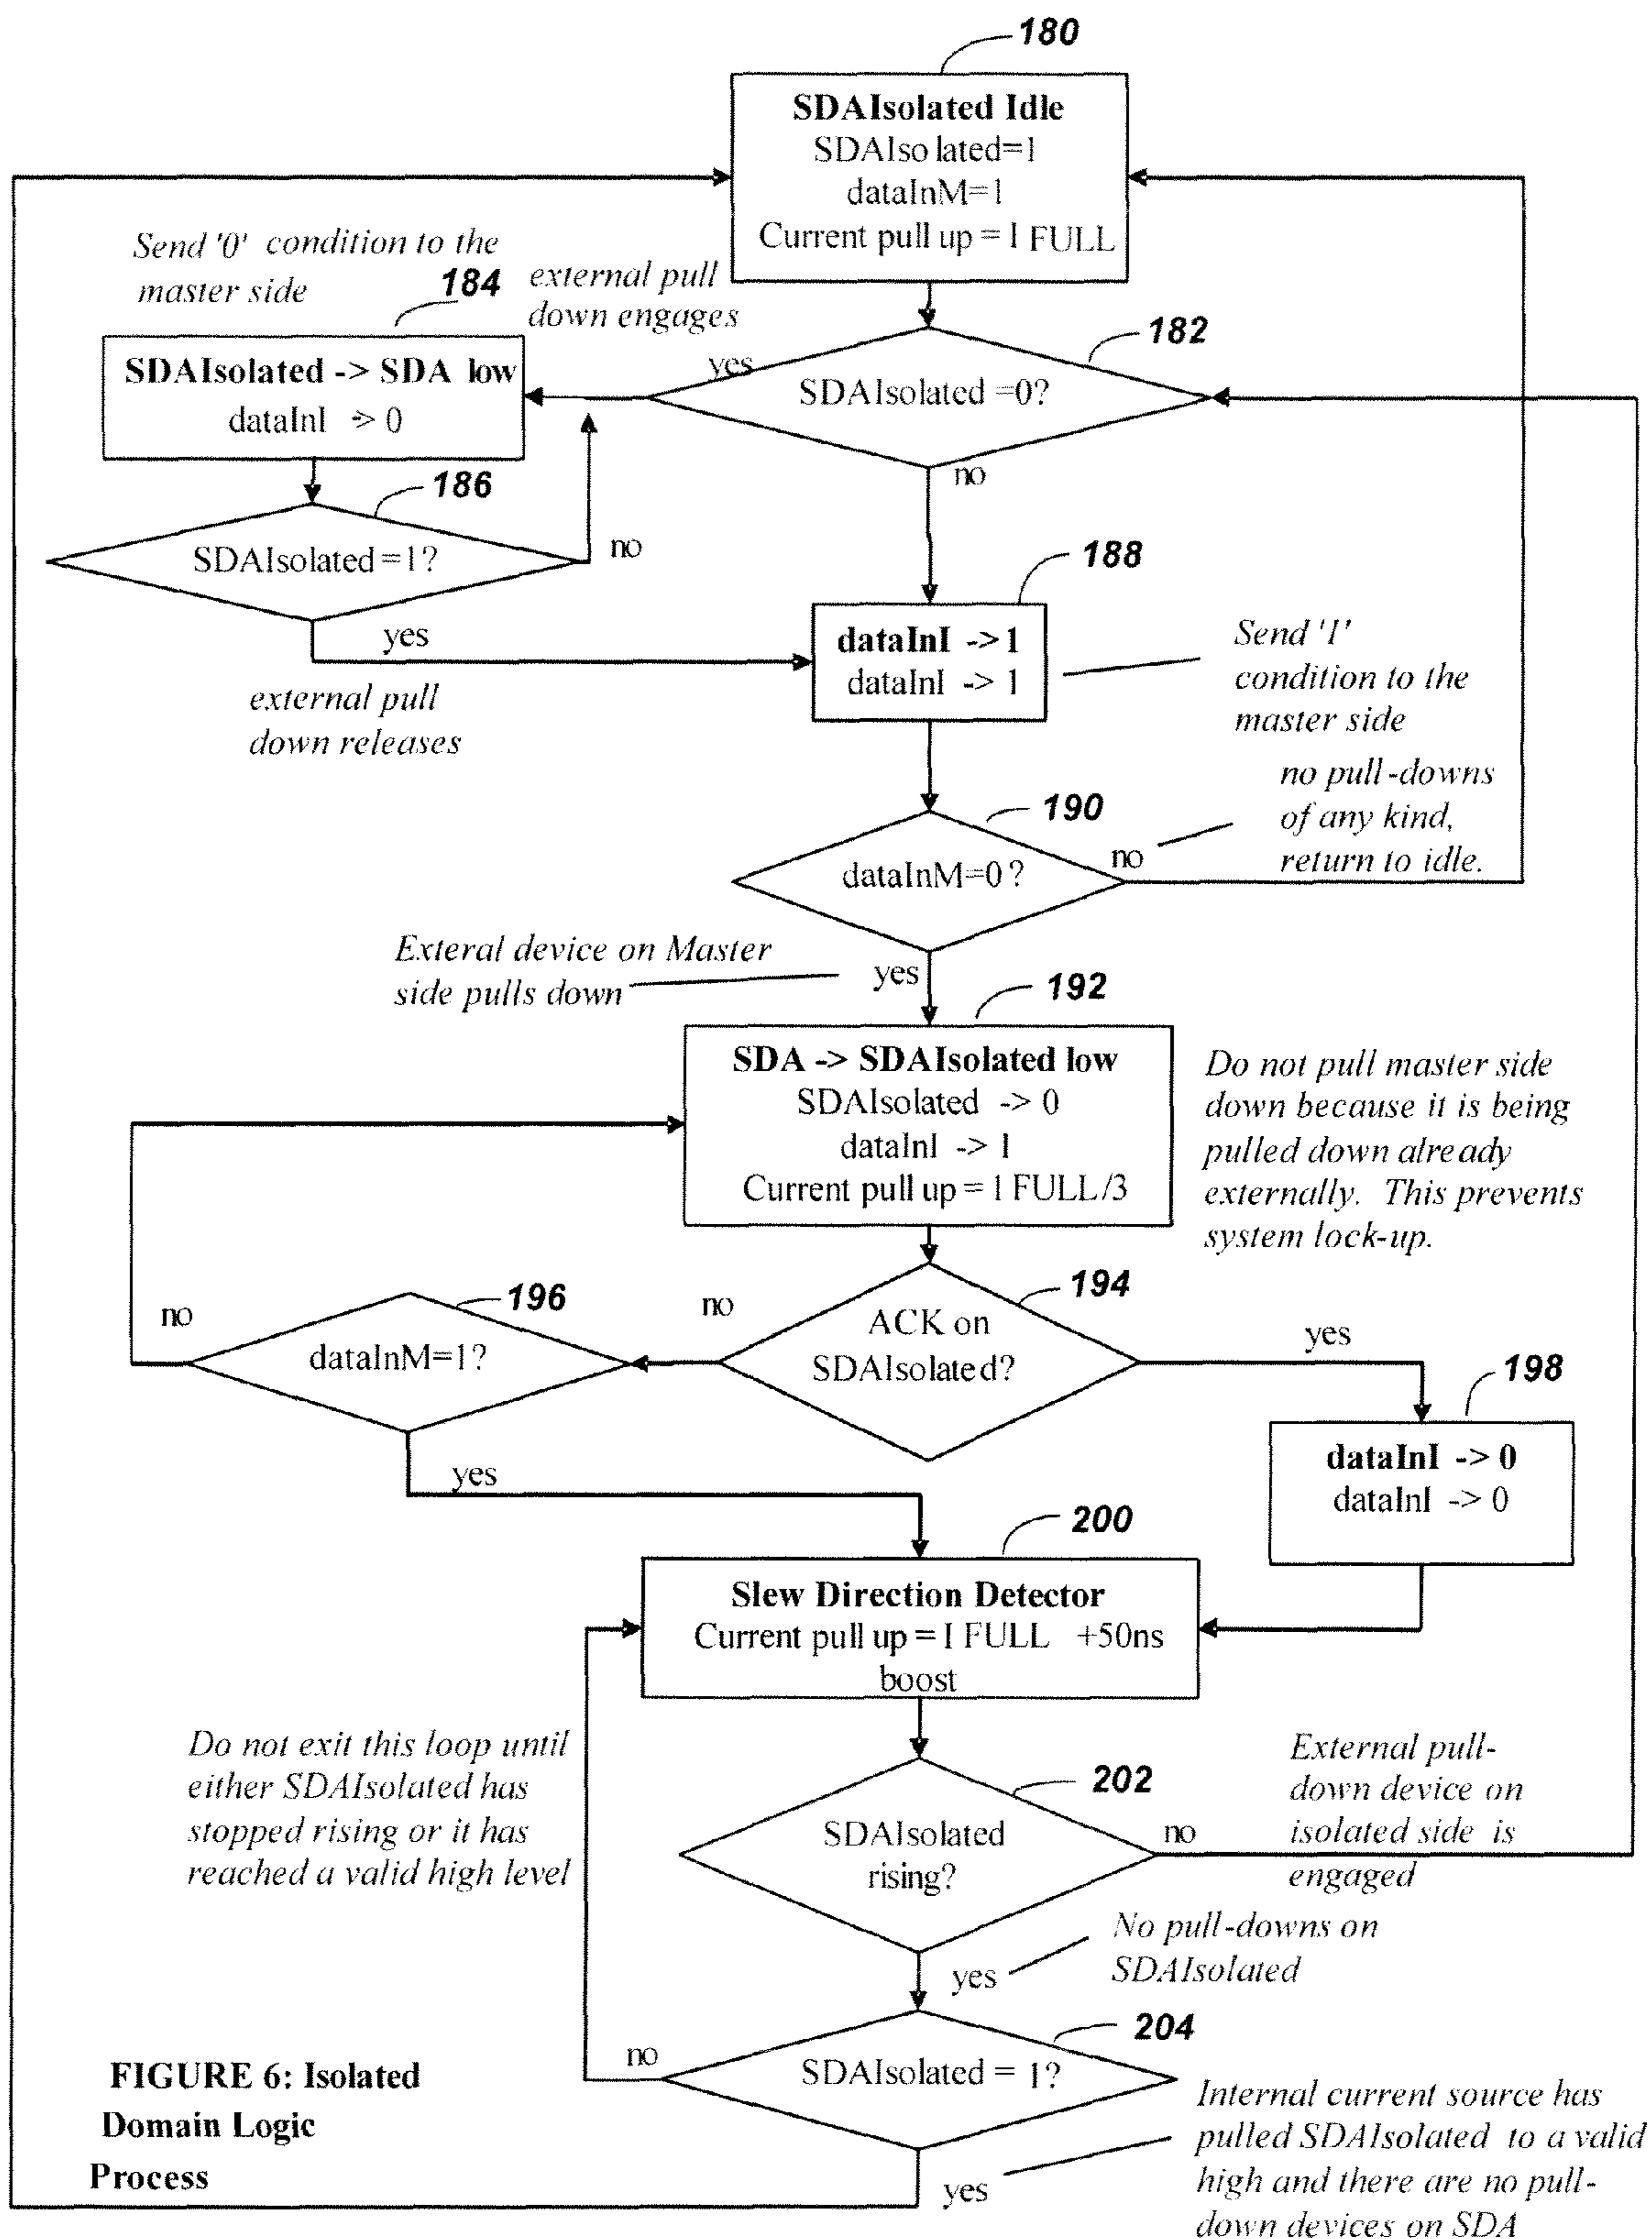 180
SDAIsolated Idle
SDAIsolated=1
dataInM=1
Current pull up = I FULL
Send '0' condition to the
master side
184
external pull
down engages
182
yes
SDAIsolated -> SDA low
dataInI -> 0
SDAIsolated =0?
186
no
SDAIsolated =1?
no
188
yes
dataInI -> 1
dataInI -> 1
Send '1'
condition to the
master side
external pull
down releases
no pull-downs
of any kind,
return to idle.
190
no
dataInM=0?
Exteral device on Master
side pulls down
yes
192
SDA -> SDAIsolated low
SDAIsolated -> 0
dataInI -> 1
Current pull up = I FULL/3
Do not pull master side
down because it is being
pulled down already
externally. This prevents
system lock-up.
194
196
no
no
ACK on
SDAIsolated?
yes
dataInM=1?
198
dataInI -> 0
dataInI -> 0
yes
200
Slew Direction Detector
Current pull up = I FULL +50ns
boost
Do not exit this loop until
either SDAIsolated has
stopped rising or it has
reached a valid high level
202
SDAIsolated
rising?
no
External pull-
down device on
isolated side is
engaged
yes
No pull-downs on
SDAIsolated
204
no
SDAIsolated = 1?
yes
Internal current source has
pulled SDAIsolated to a valid
high and there are no pull-
down devices on SDA
FIGURE 6: Isolated
Domain Logic
Process